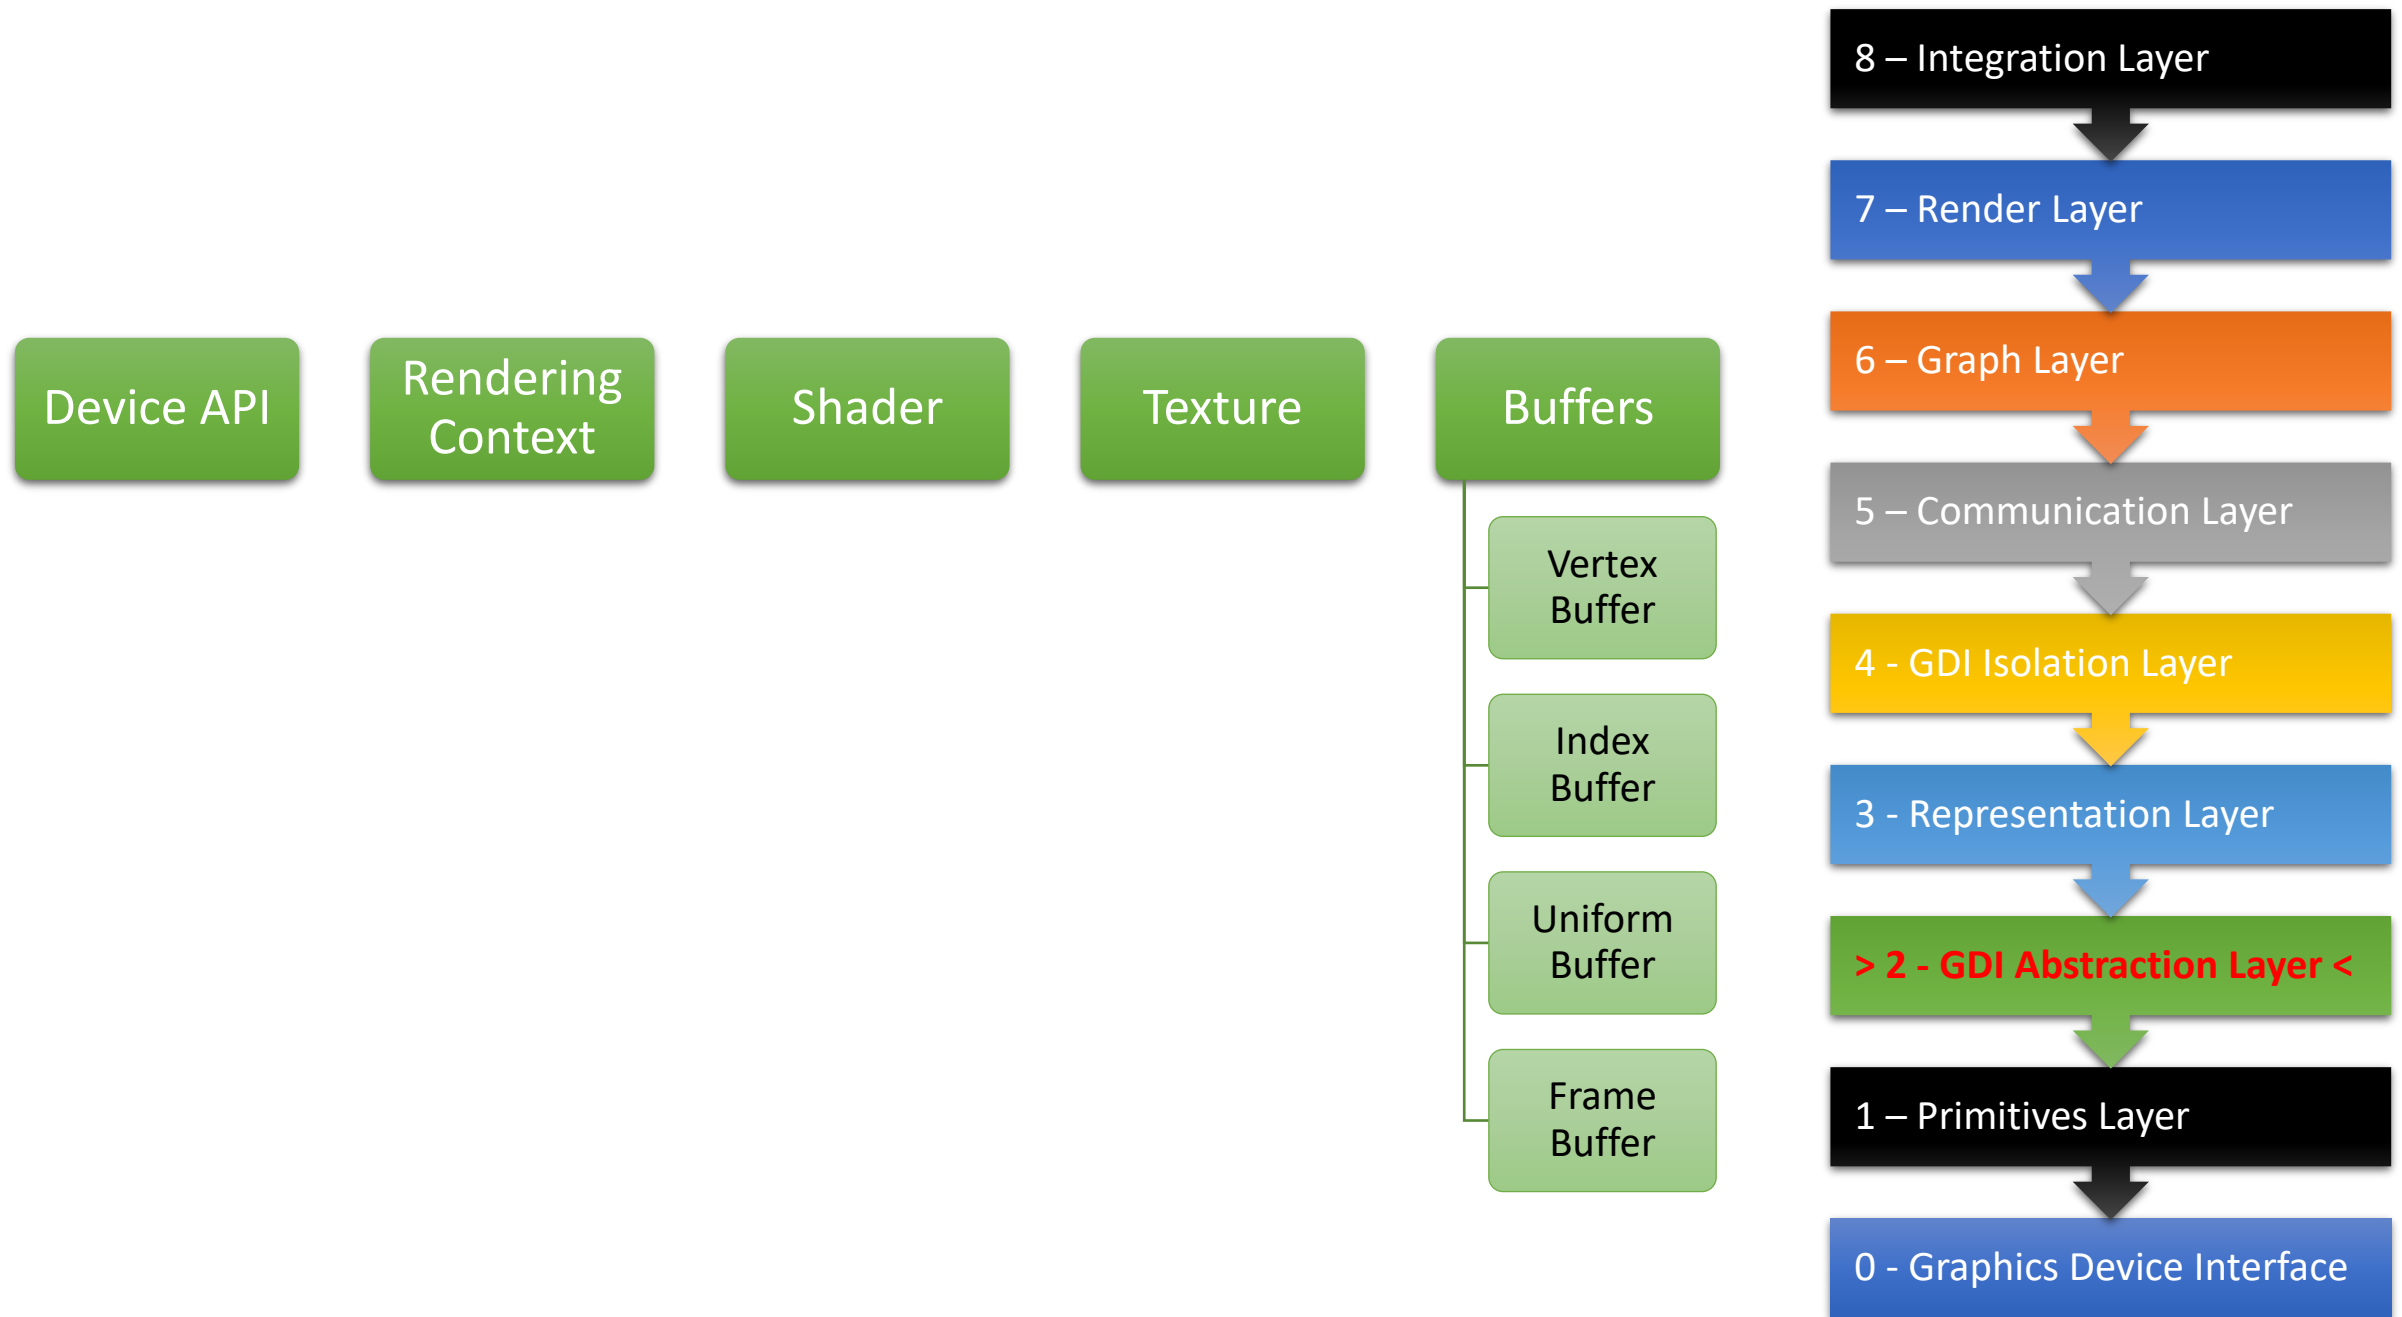 Device API
Rendering
Context
Shader
Texture
Buffers
Vertex
Buffer
Index
Buffer
Uniform
Buffer
Frame
Buffer
8 – Integration Layer
7 – Render Layer
6 – Graph Layer
5 – Communication Layer
4 - GDI Isolation Layer
3 - Representation Layer
> 2 - GDI Abstraction Layer <
1 – Primitives Layer
0 - Graphics Device Interface